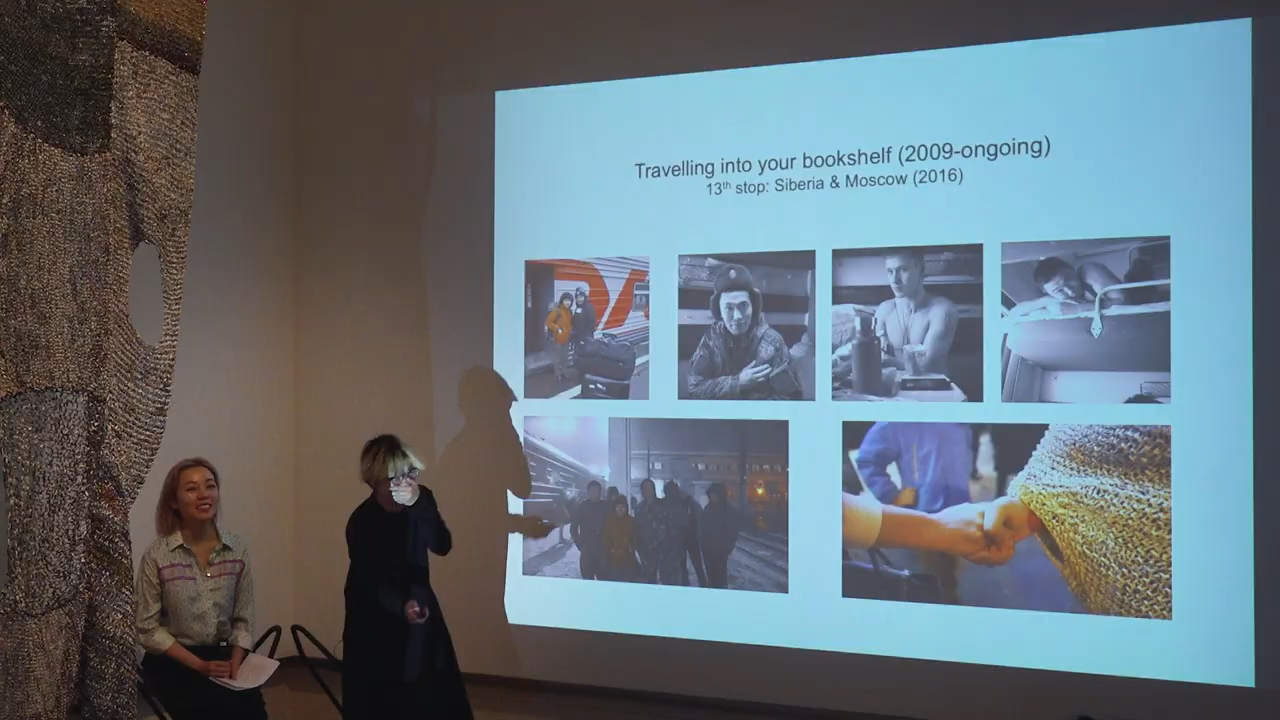 Travelling into your bookshelf (2009-ongoing)
13th stop: Siberia & Moscow (2016)